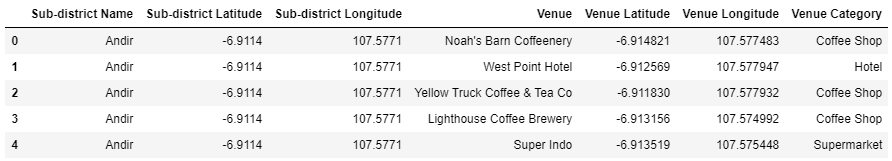 Sub-district Name Sub-district Latitude Sub-district Longitude Venue Venue Latitude Venue Longitude Venue Category
0 Andir -6.9114 107.5771 Noah's Barn Coffeenery -6.914821 107.577483 Coffee Shop
1 Andir -6.9114 107.5771 West Point Hotel -6.912569 107.577947 Hotel
2 Andir -6.9114 107.5771 Yellow Truck Coffee & Tea Co -6.911830 107.577932 Coffee Shop
3 Andir -6.9114 107.5771 Lighthouse Coffee Brewery -6.913156 107.574992 Coffee Shop
4 Andir -6.9114 107.5771 Super Indo -6.913519 107.575448 Supermarket